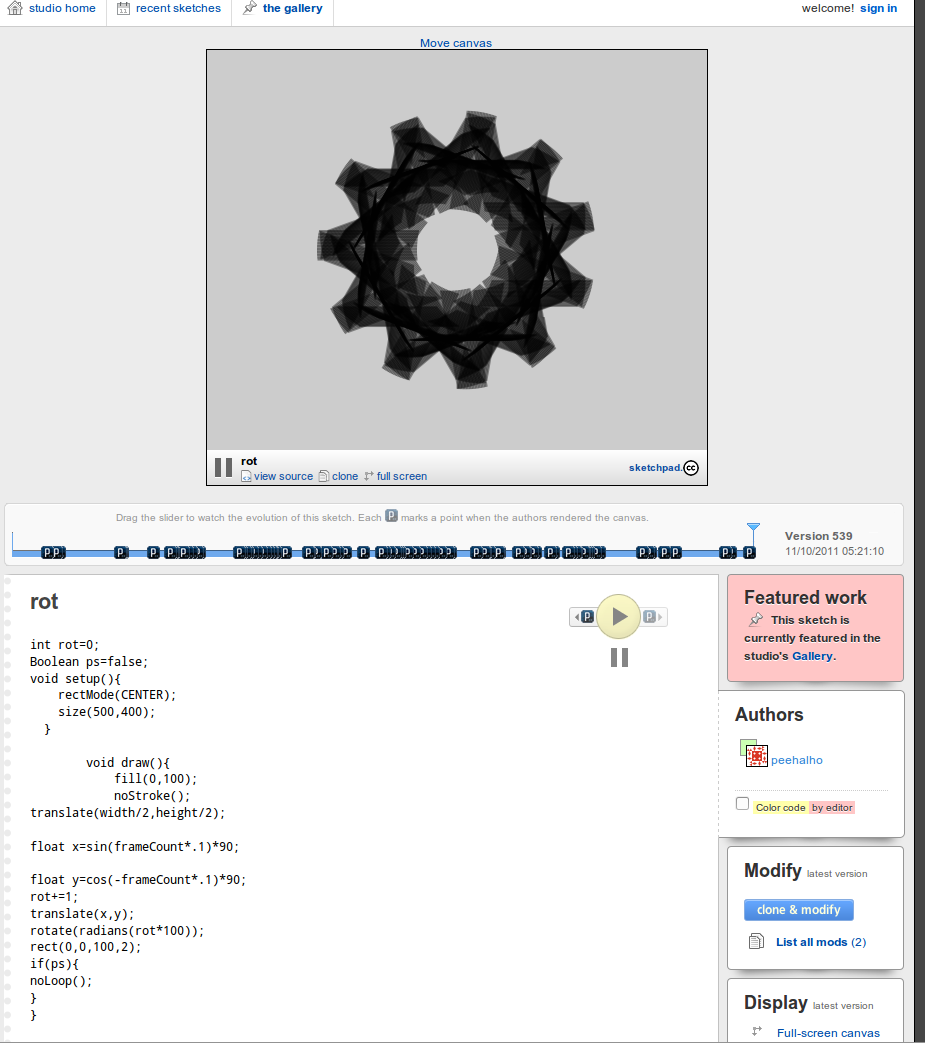 studio home
recent sketches
the gallery
welcome! sign in
Move canvas
rot
view source clone full screen
sketchpad.cc
Drag the slider to watch the evolution of this sketch. Each P marks a point when the authors rendered the canvas.
Version 539
11/10/2011 05:21:10
rot
int rot=0;
Boolean ps=false;
void setup(){
rectMode(CENTER);
size(500,400);
}
void draw(){
fill(0,100);
noStroke();
translate(width/2,height/2);
float x=sin(frameCount*.1)*90;
float y=cos(-frameCount*.1)*90;
rot+=1;
translate(x,y);
rotate(radians(rot*100));
rect(0,0,100,2);
if(ps){
noLoop();
}
}
Featured work
This sketch is
currently featured in the
studio's Gallery.
Authors
peehalho
Color code by editor
Modify latest version
clone & modify
List all mods (2)
Display latest version
Full-screen canvas